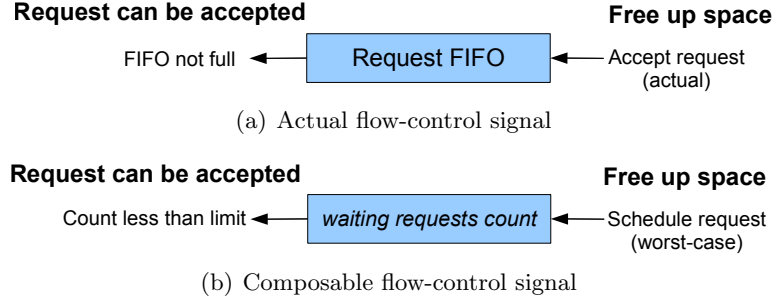 Request can be accepted
Free up space
FIFO not full
Request FIFO
Accept request
(actual)
(a) Actual flow-control signal
Request can be accepted
Free up space
Count less than limit
waiting requests count
Schedule request
(worst-case)
(b) Composable flow-control signal